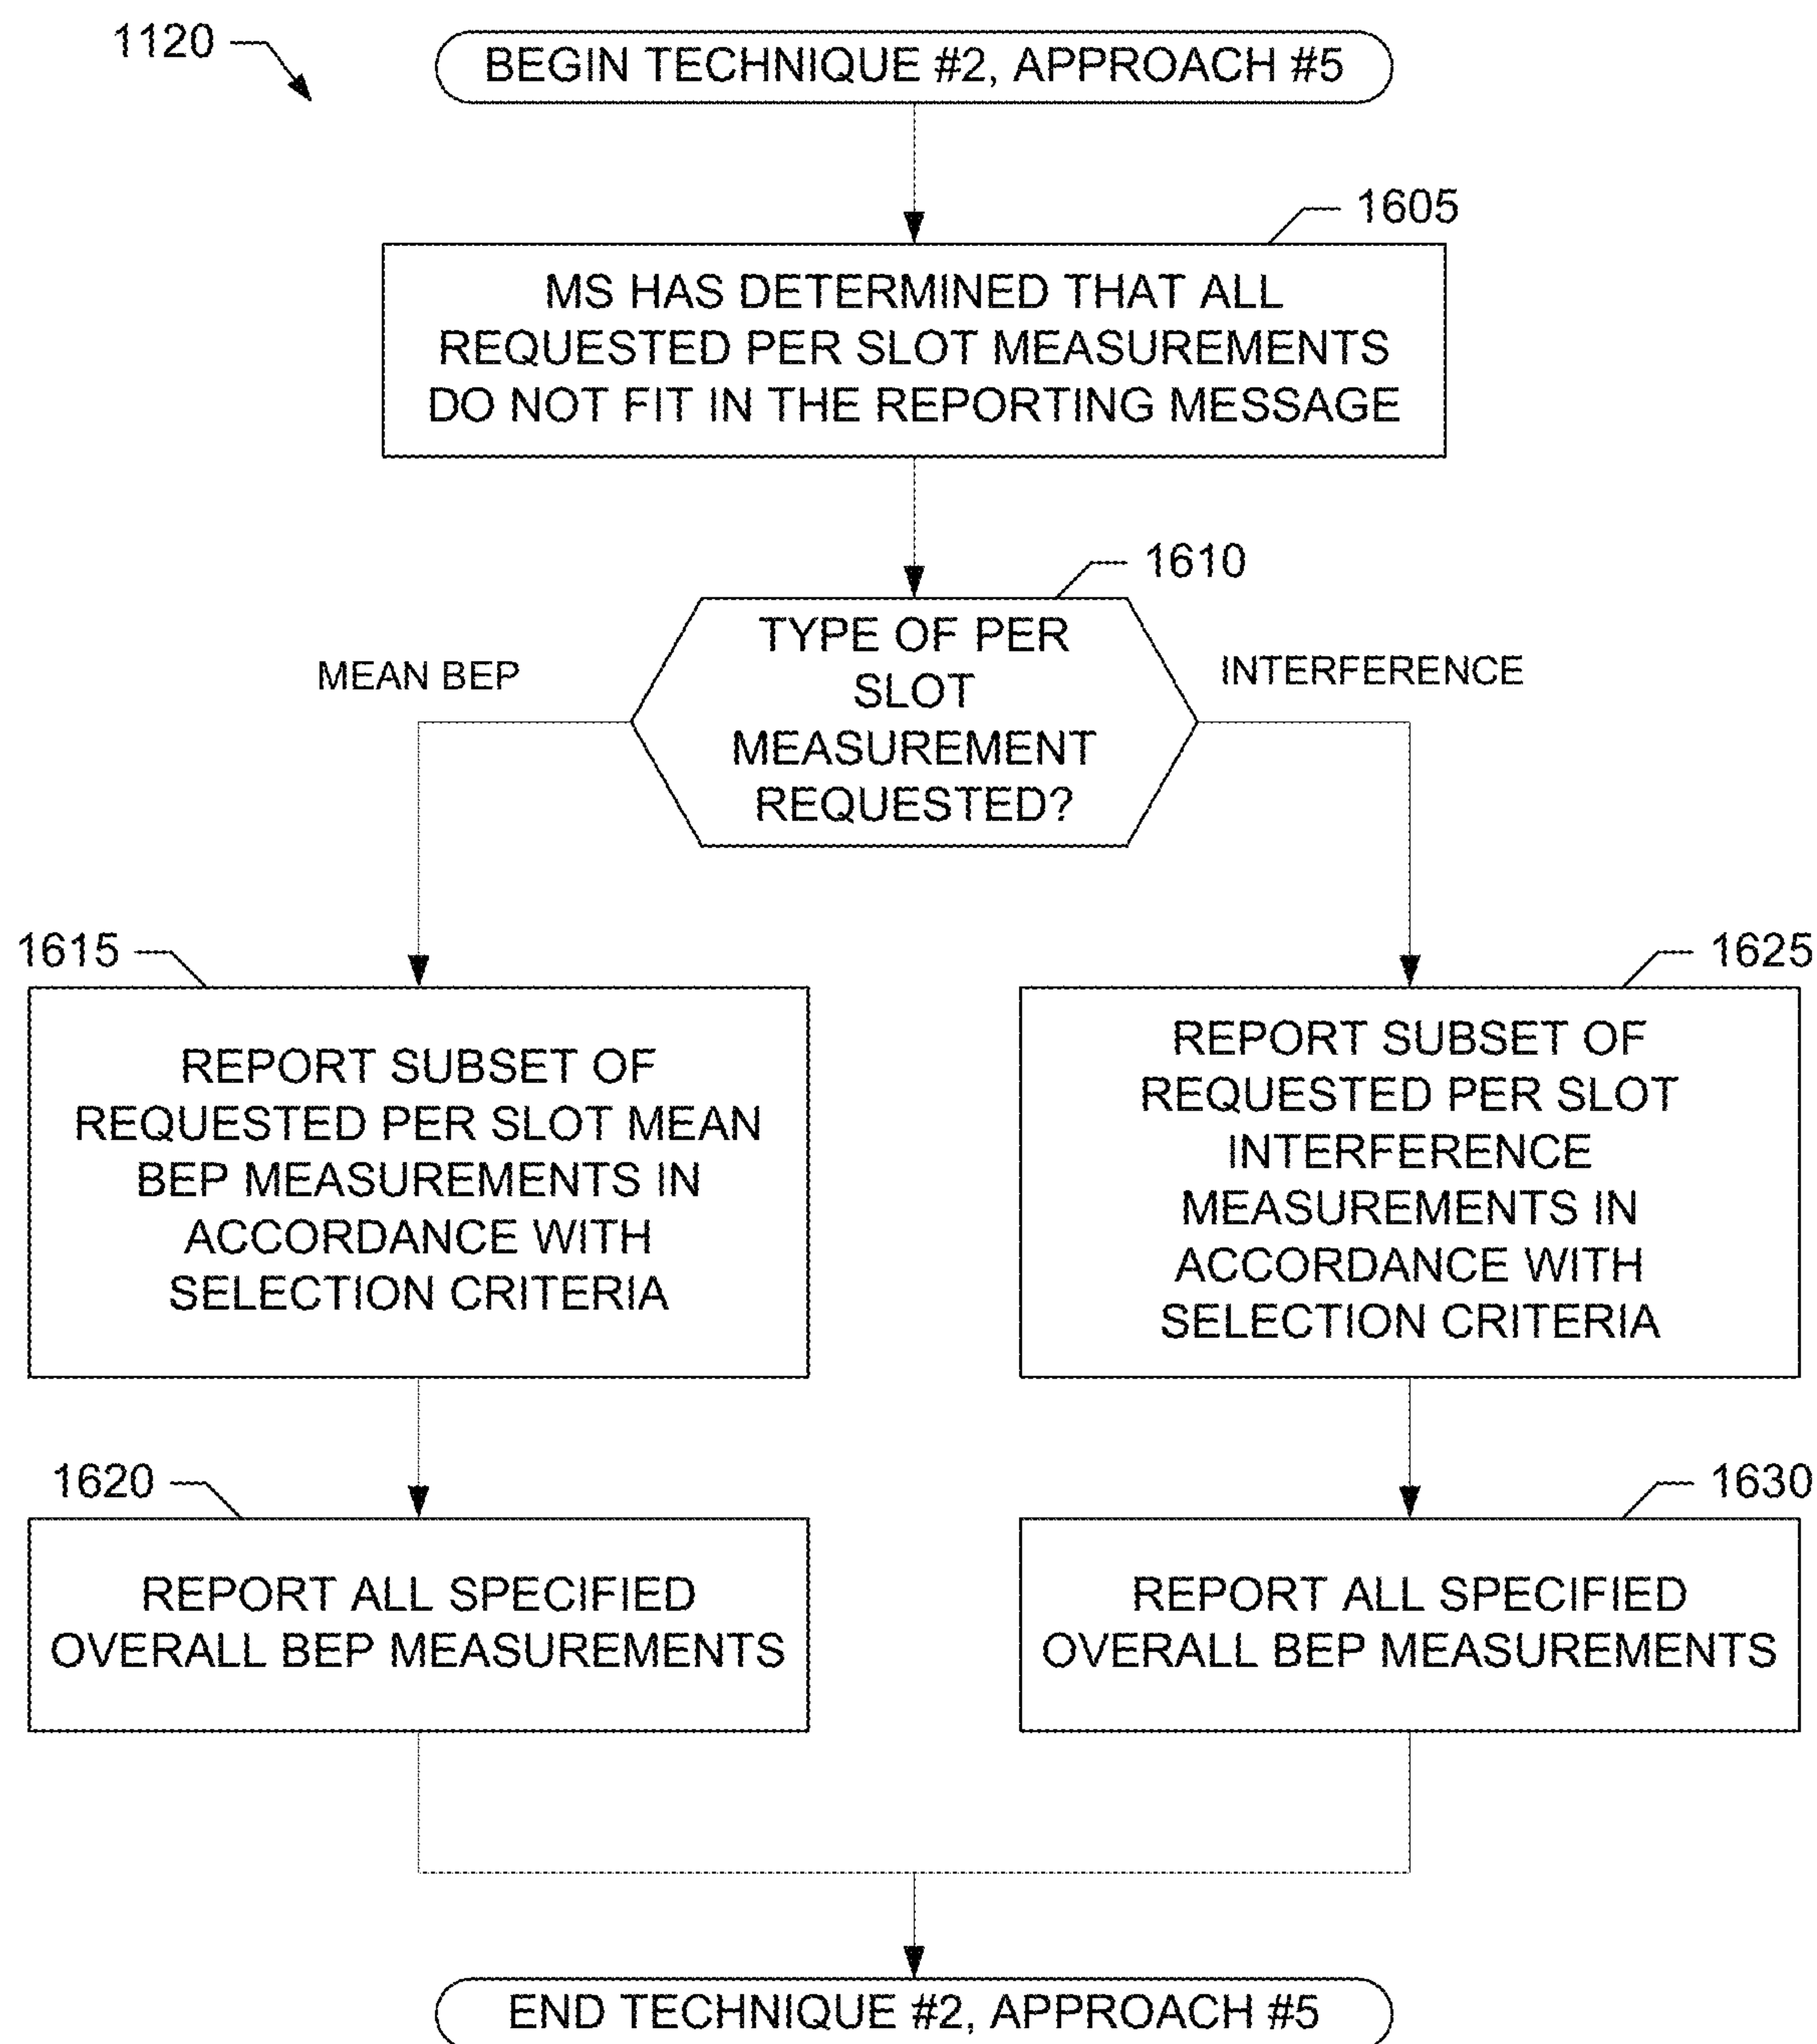 1120
BEGIN TECHNIQUE #2, APPROACH #5
1605
MS HAS DETERMINED THAT ALL
REQUESTED PER SLOT MEASUREMENTS
DO NOT FIT IN THE REPORTING MESSAGE
1610
TYPE OF PER
SLOT
MEASUREMENT
REQUESTED?
MEAN BEP
INTERFERENCE
1615
REPORT SUBSET OF
REQUESTED PER SLOT MEAN
BEP MEASUREMENTS IN
ACCORDANCE WITH
SELECTION CRITERIA
1625
REPORT SUBSET OF
REQUESTED PER SLOT
INTERFERENCE
MEASUREMENTS IN
ACCORDANCE WITH
SELECTION CRITERIA
1620
REPORT ALL SPECIFIED
OVERALL BEP MEASUREMENTS
1630
REPORT ALL SPECIFIED
OVERALL BEP MEASUREMENTS
END TECHNIQUE #2, APPROACH #5